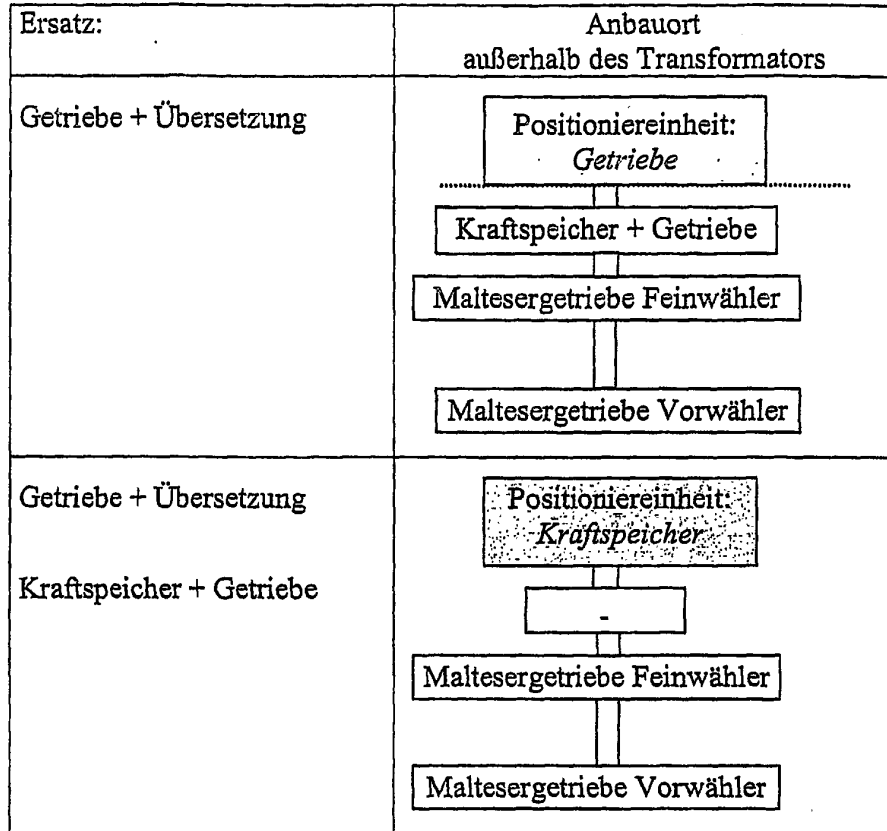 Ersatz:
Anbauort
außerhalb des Transformators
Getriebe + Übersetzung
Positioniereinheit:
Getriebe
Kraftspeicher + Getriebe
Maltesergetriebe Feinwähler
Maltesergetriebe Vorwähler
Getriebe + Übersetzung
Kraftspeicher + Getriebe
Positioniereinheit:
Kraftspeicher
-
Maltesergetriebe Feinwähler
Maltesergetriebe Vorwähler